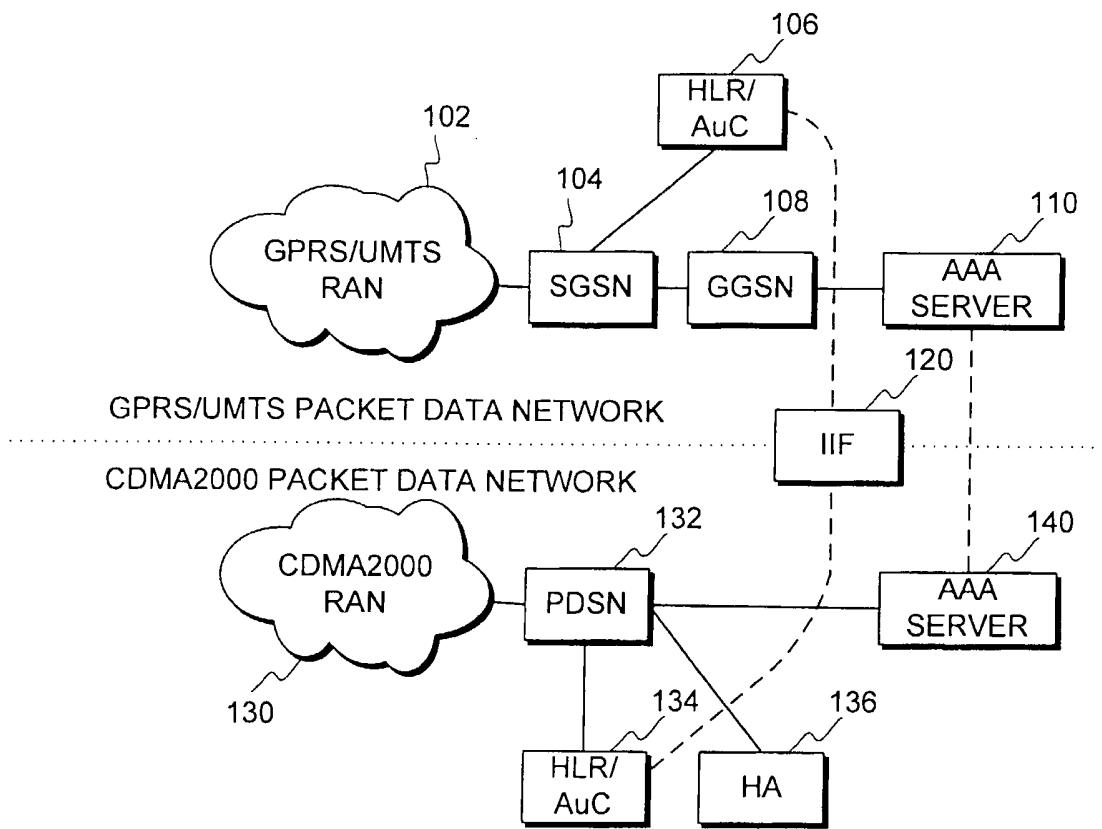 106
HLR/
AuC
102
104
108
110
GPRS/UMTS
RAN
SGSN
GGSN
AAA
SERVER
120
GPRS/UMTS PACKET DATA NETWORK
IIF
CDMA2000 PACKET DATA NETWORK
132
140
CDMA2000
RAN
PDSN
AAA
SERVER
130
134
136
HLR/
AuC
HA